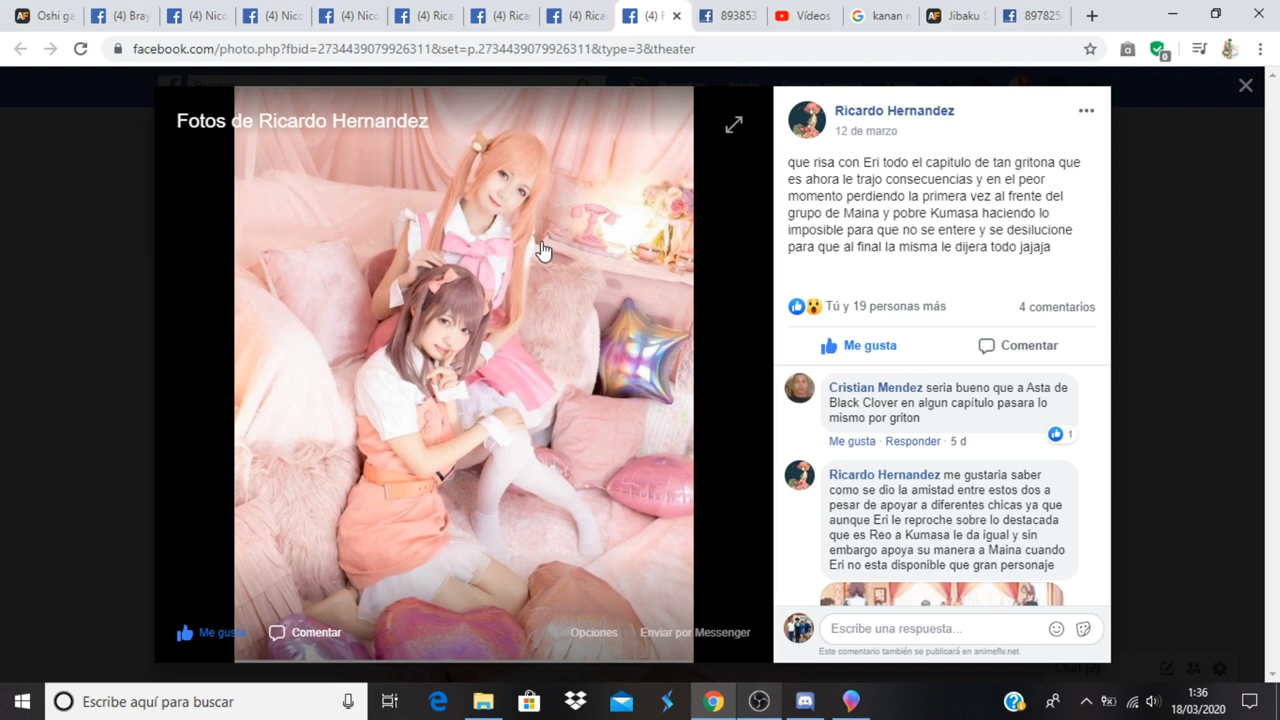 Oshi ga
(4) Bray
(4) Nico
(4) Nico
(4) Nico
(4) Rica
(4) Rica
(4) Rica
893853
Vídeos
kanan
Jibaku S
897825
facebook.com/photo.php?fbid=2734439079926311&set=p.2734439079926311&type=3&theater
Fotos de Ricardo Hernandez
Ricardo Hernandez
12 de marzo
que risa con Eri todo el capitulo de tan gritona que
es ahora le trajo consecuencias y en el peor
momento perdiendo la primera vez al frente del
grupo de Maina y pobre Kumasa haciendo lo
imposible para que no se entere y se desilucione
para que al final la misma le dijera todo jajaja
Tú y 19 personas más
4 comentarios
Me gusta
Comentar
Cristian Mendez seria bueno que a Asta de
Black Clover en algun capítulo pasara lo
mismo por griton
1
Me gusta · Responder · 5 d
Ricardo Hernandez me gustaria saber
como se dio la amistad entre estos dos a
pesar de apoyar a diferentes chicas ya que
aunque Eri le reproche sobre lo destacada
que es Reo a Kumasa le da igual y sin
embargo apoya su manera a Maina cuando
Eri no esta disponible que gran personaje
Me gusta
Comentar
Opciones
Enviar por Messenger
Escribe una respuesta...
Este comentario también se publicará en animeflv.net.
Escribe aquí para buscar
1:36
18/03/2020